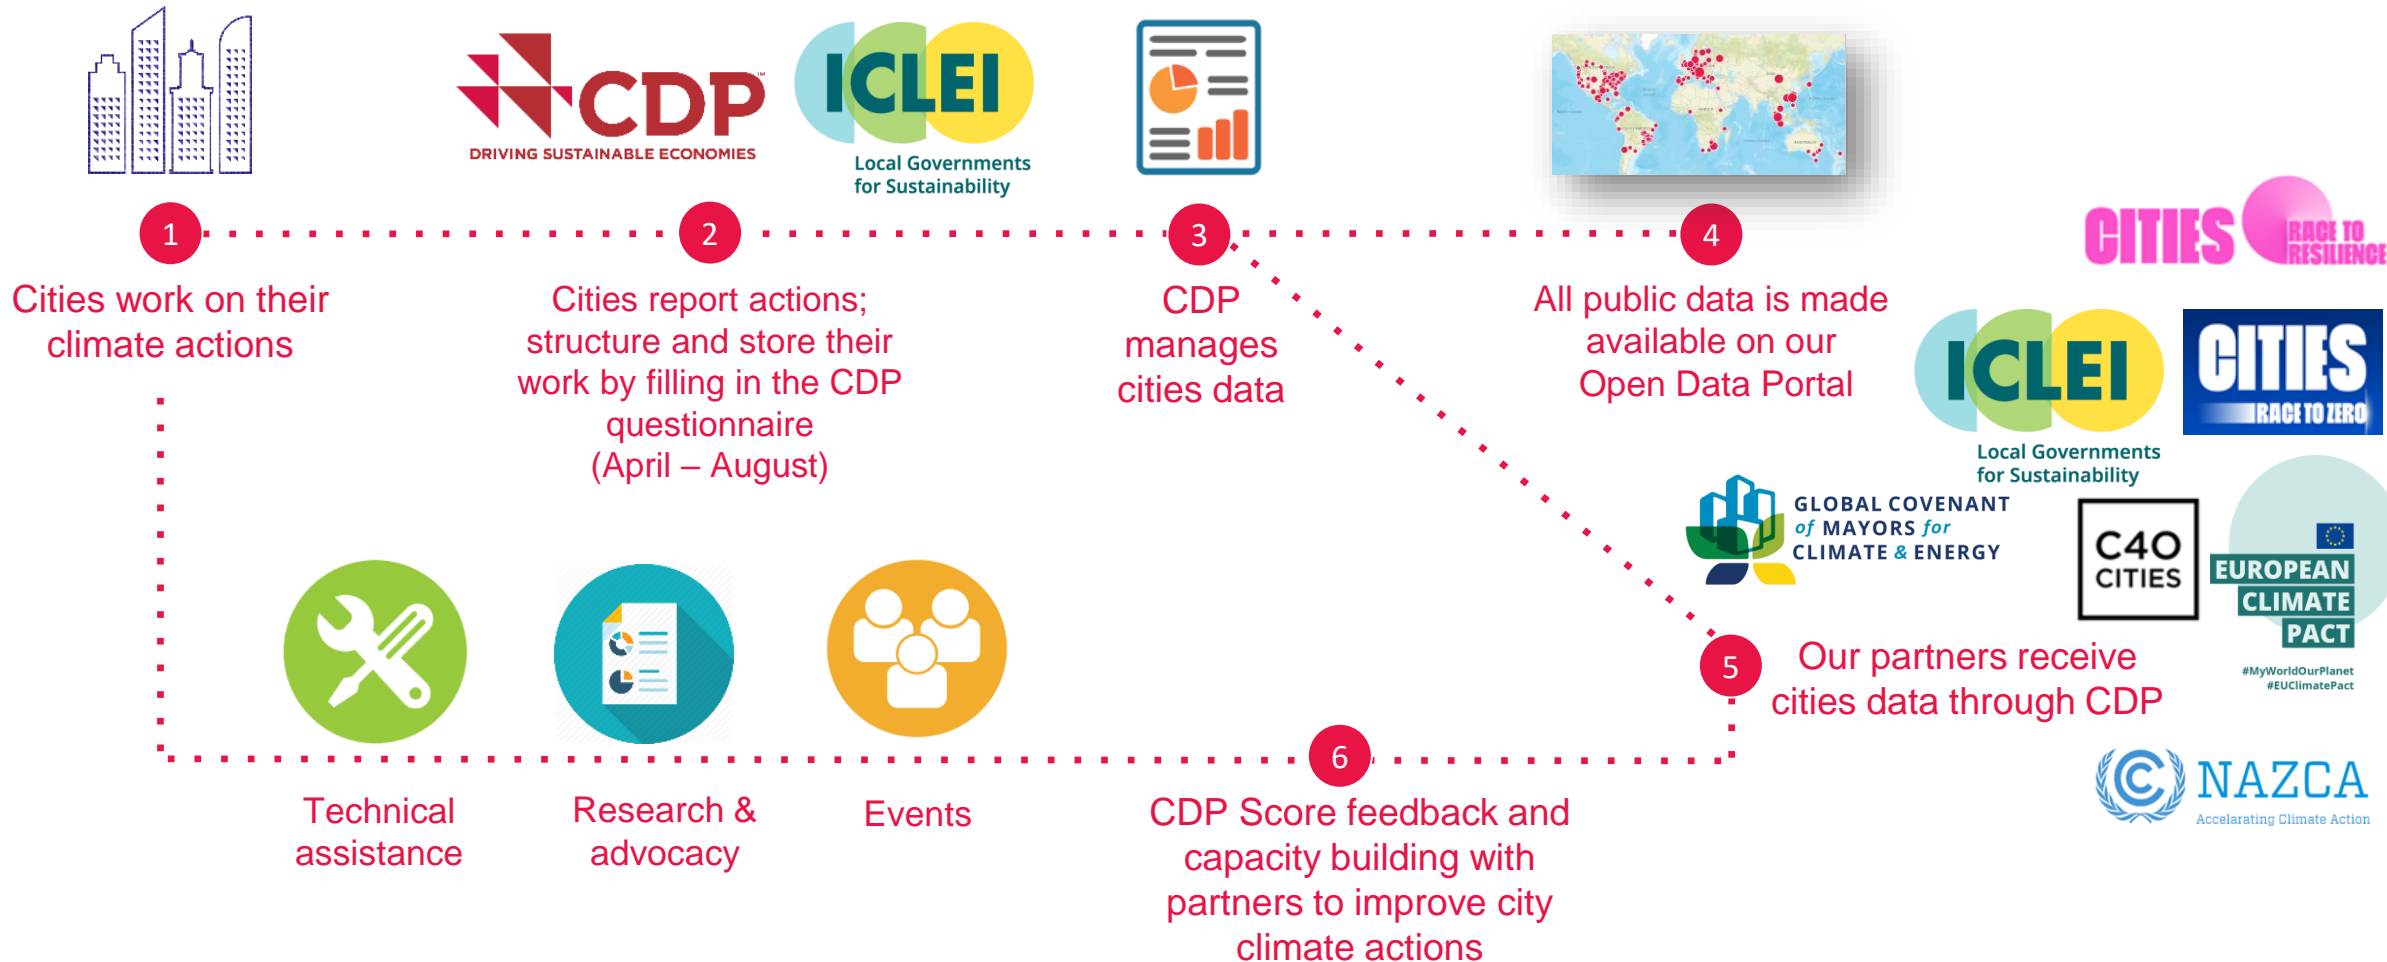 CDP
™
DRIVING SUSTAINABLE ECONOMIES
ICLEI
Local Governments
for Sustainability
1
2
3
4
Cities work on their
climate actions
Cities report actions;
structure and store their
work by filling in the CDP
questionnaire
(April – August)
CDP
manages
cities data
All public data is made
available on our
Open Data Portal
CITIES
RACE TO
RESILIENCE
ICLEI
Local Governments
for Sustainability
CITIES
RACE TO ZERO
GLOBAL COVENANT
of MAYORS for
CLIMATE & ENERGY
C40
CITIES
EUROPEAN
CLIMATE
PACT
#MyWorldOurPlanet
#EUClimatePact
5
Our partners receive
cities data through CDP
NAZCA
Accelarating Climate Action
6
CDP Score feedback and
capacity building with
partners to improve city
climate actions
Technical
assistance
Research &
advocacy
Events